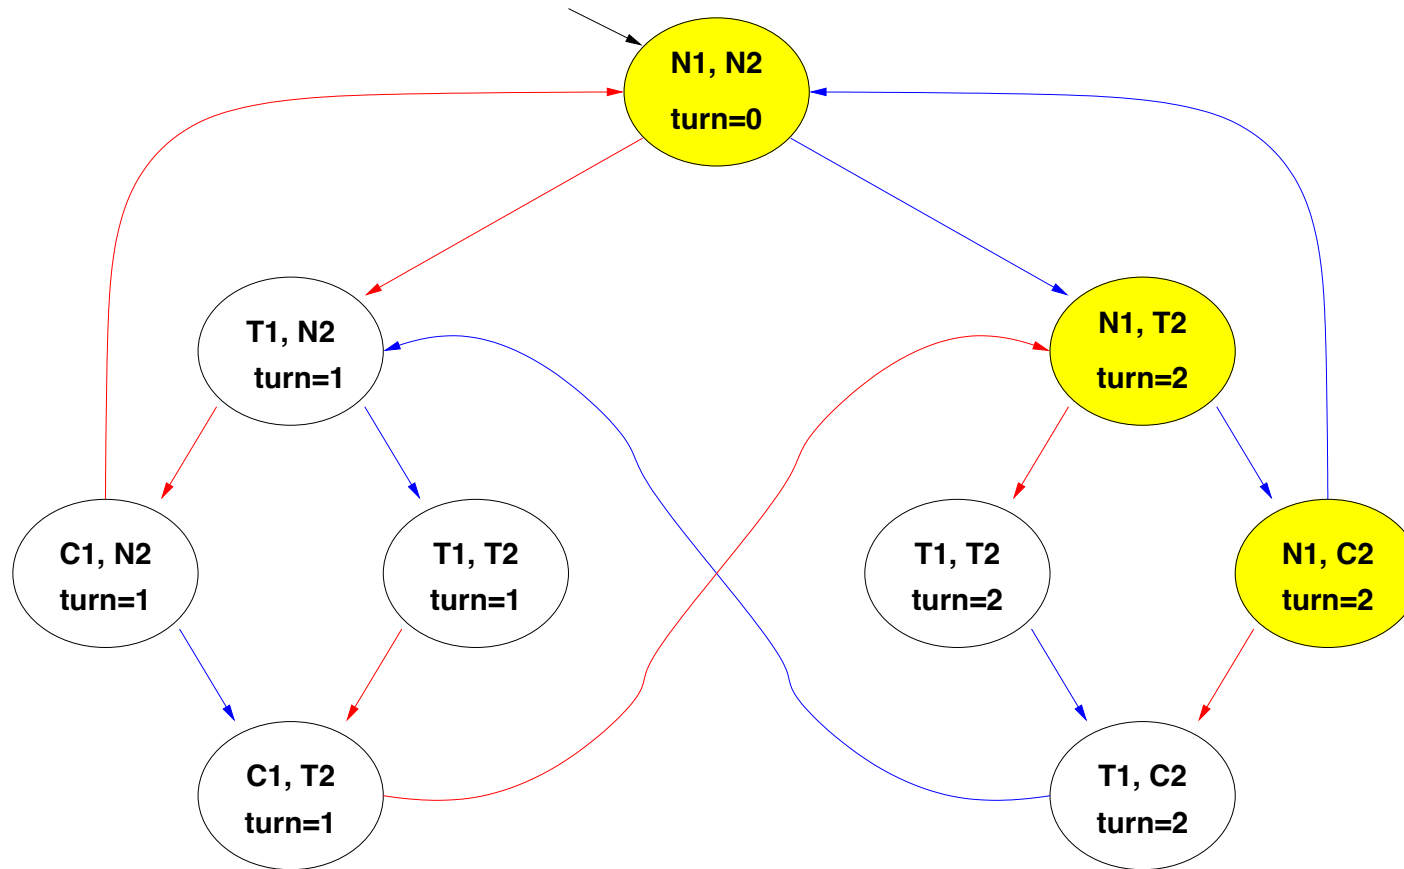 N1, N2
turn=0
T1, N2
turn=1
N1, T2
turn=2
C1, N2
turn=1
T1, T2
turn=1
T1, T2
turn=2
N1, C2
turn=2
C1, T2
turn=1
T1, C2
turn=2